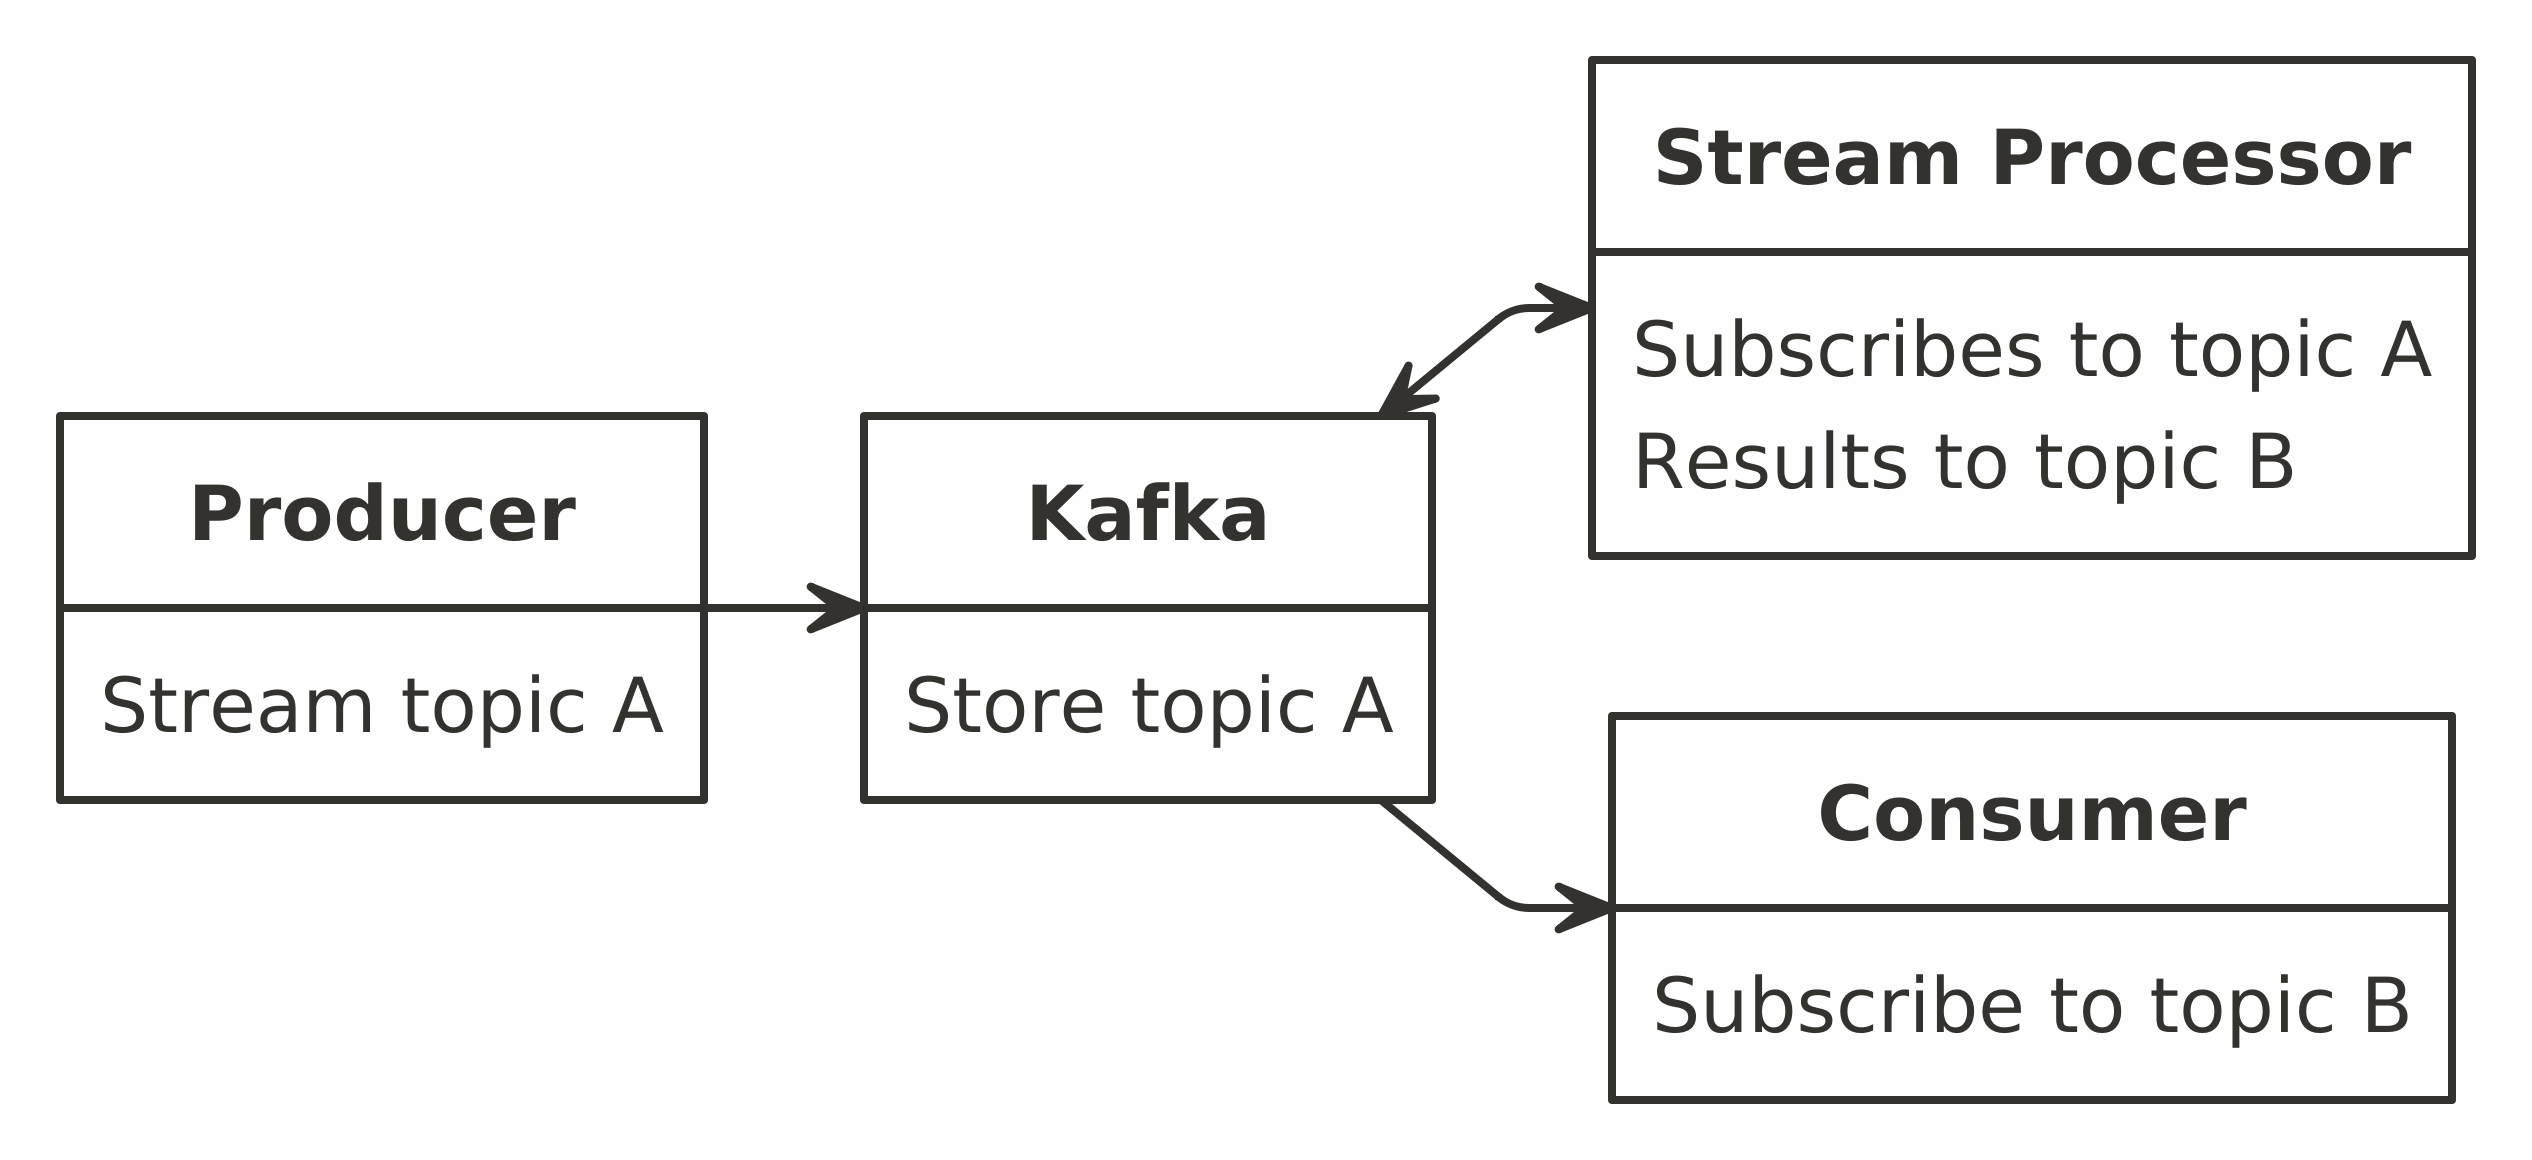 Producer
Stream topic A
Kafka
Store topic A
Stream Processor
Subscribes to topic A
Results to topic B
Consumer
Subscribe to topic B